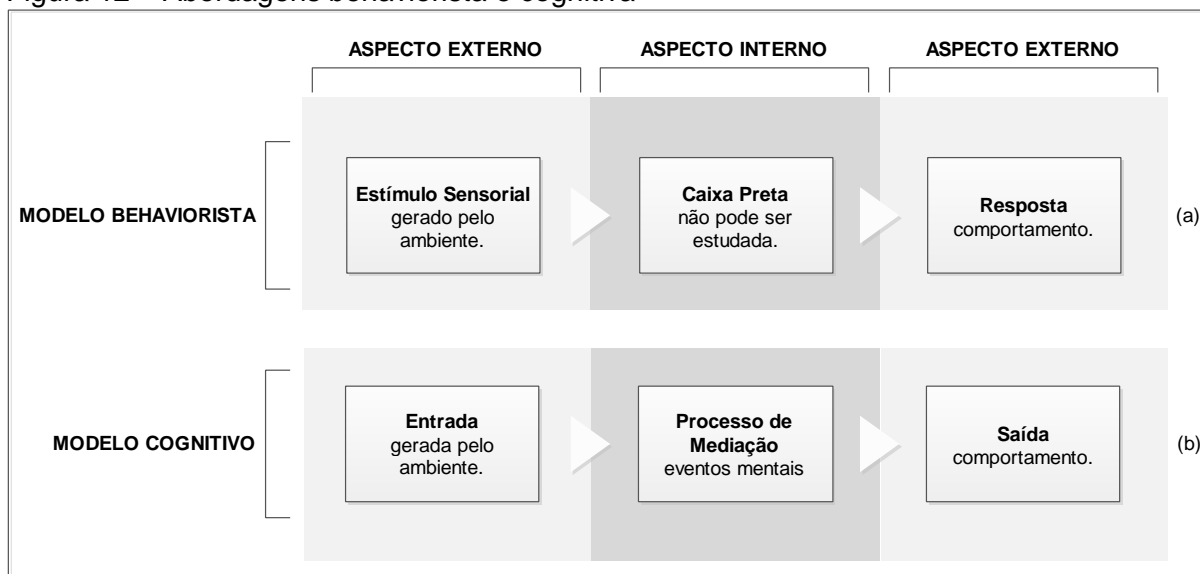 Figura 12 – Abordagens behaviorista e cognitiva
ASPECTO EXTERNO
ASPECTO INTERNO
ASPECTO EXTERNO
MODELO BEHAVIORISTA
Estímulo Sensorial
gerado pelo
ambiente.
Caixa Preta
não pode ser
estudada.
Resposta
comportamento.
(a)
MODELO COGNITIVO
Entrada
gerada pelo
ambiente.
Processo de
Mediação
eventos mentais
Saída
comportamento.
(b)